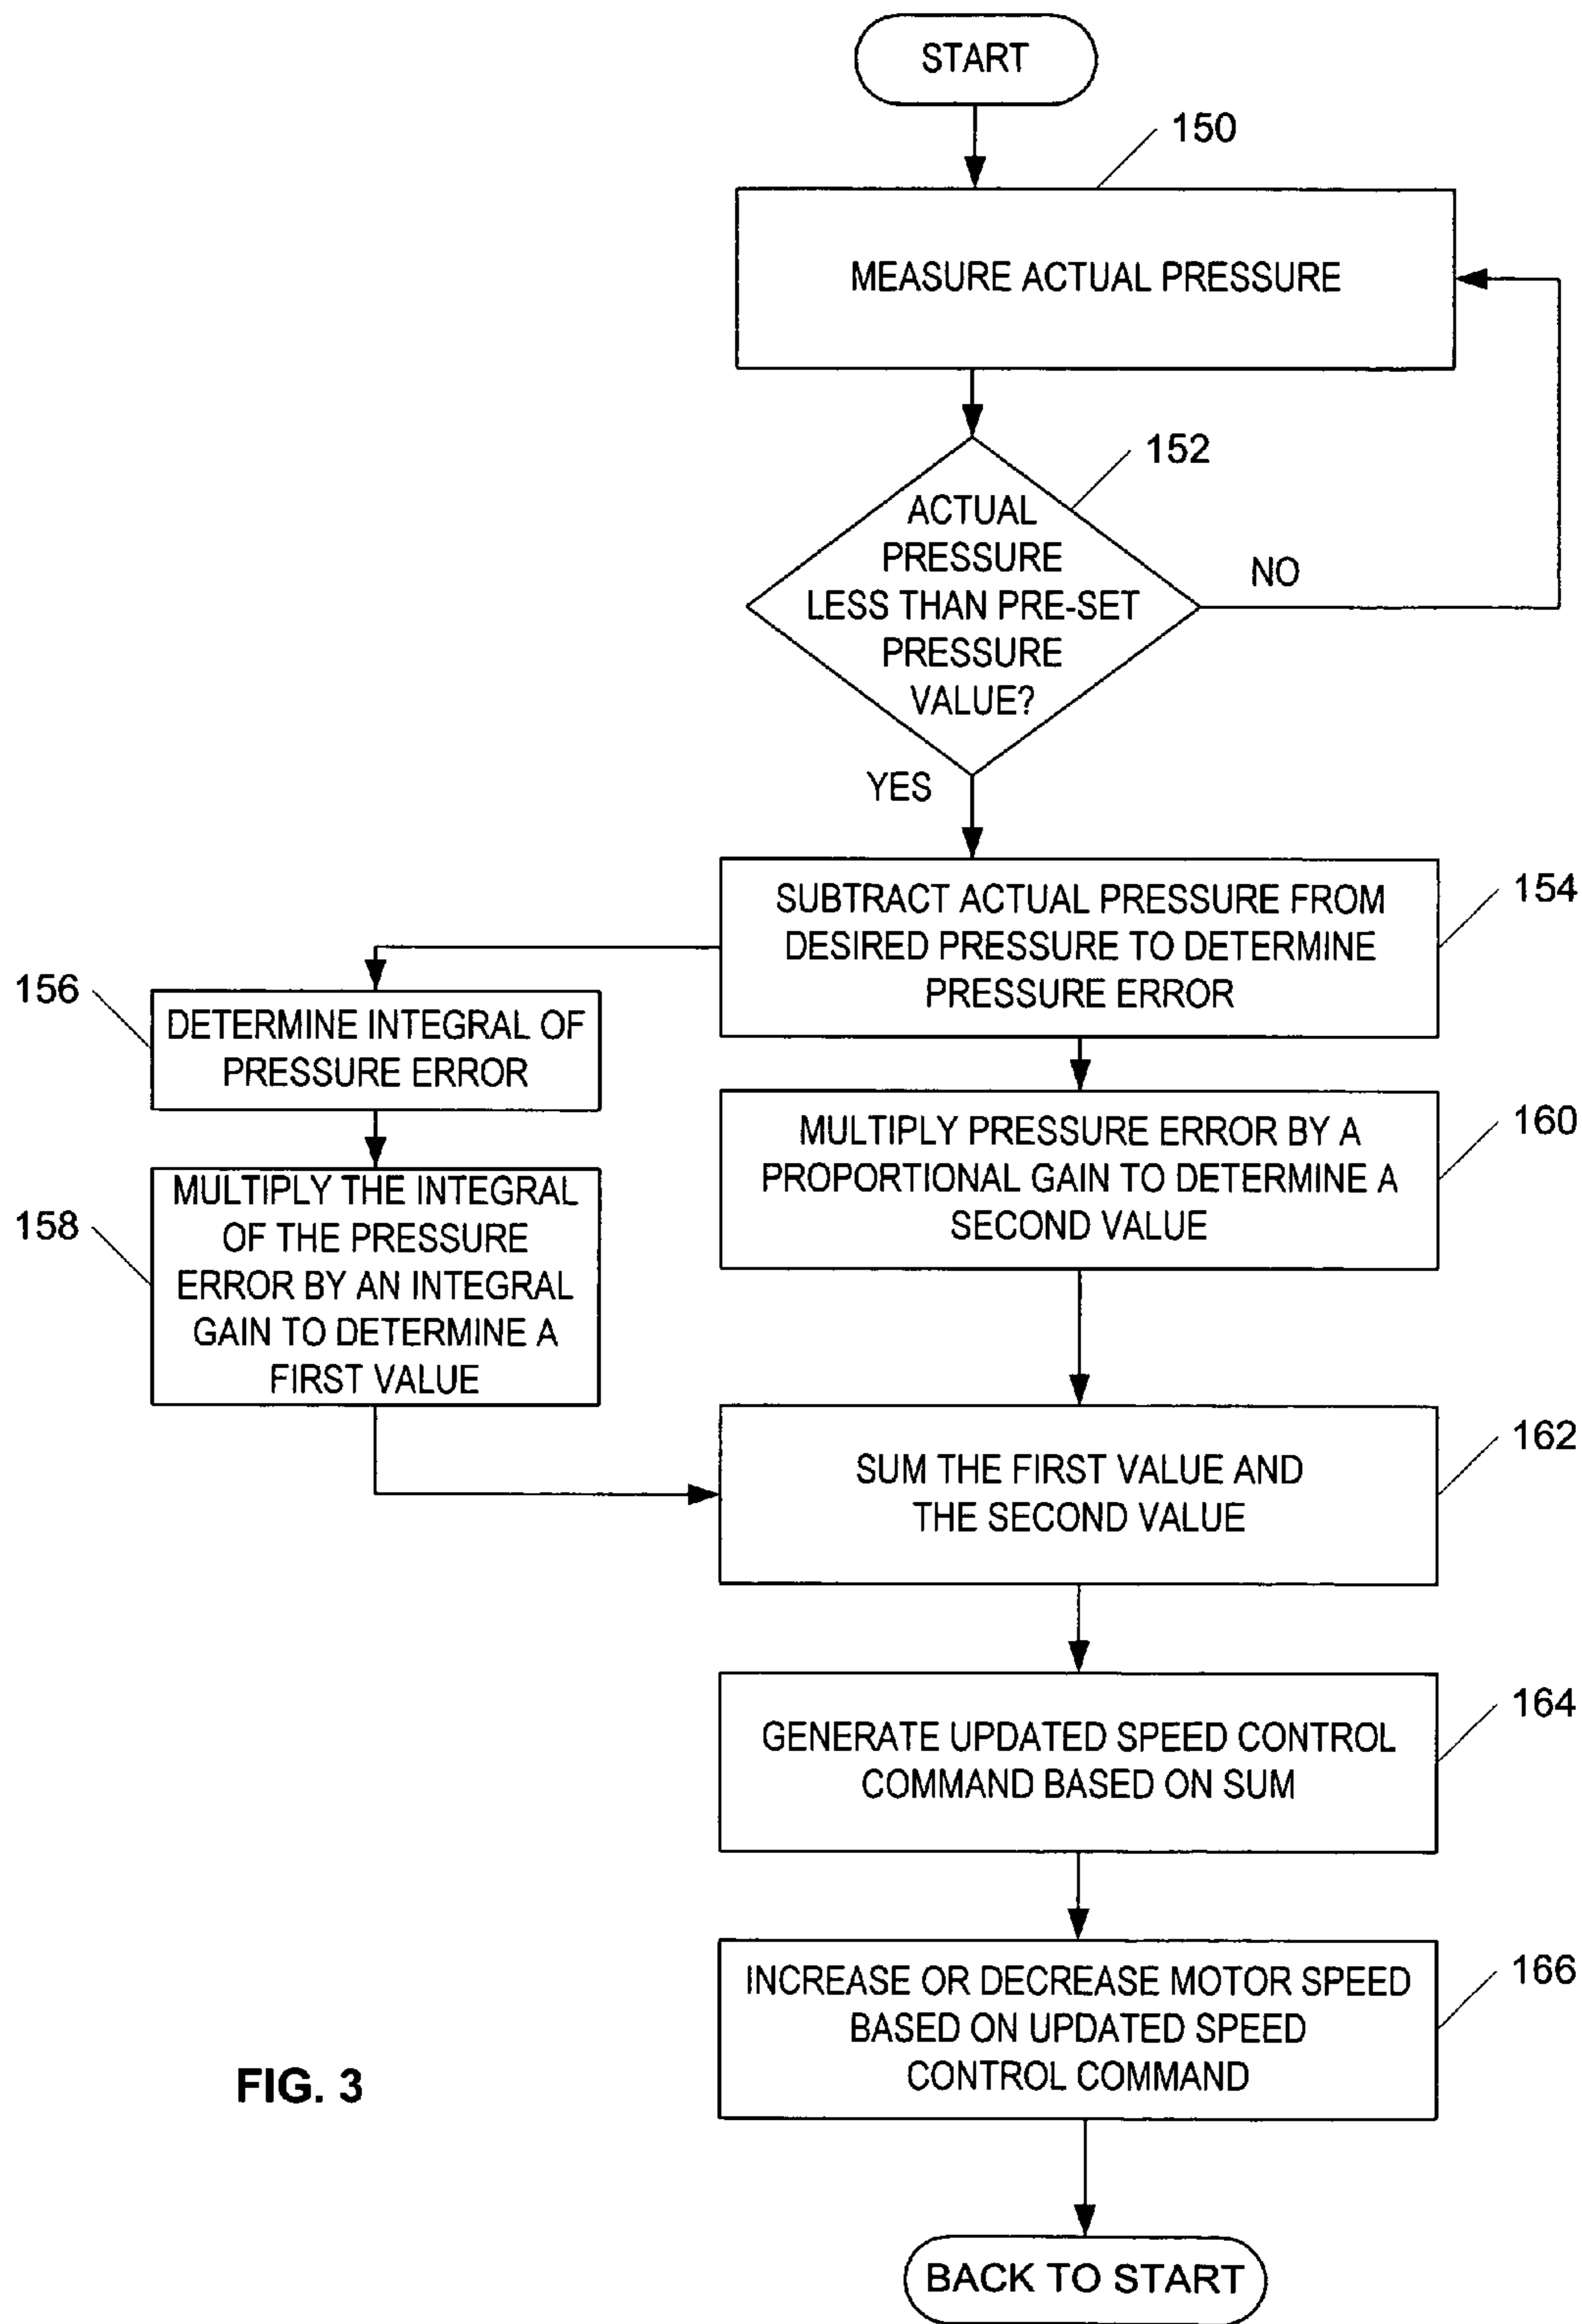 START
150
MEASURE ACTUAL PRESSURE
152
ACTUAL
PRESSURE
LESS THAN PRE-SET
PRESSURE
VALUE?
NO
YES
154
SUBTRACT ACTUAL PRESSURE FROM
DESIRED PRESSURE TO DETERMINE
PRESSURE ERROR
156
DETERMINE INTEGRAL OF
PRESSURE ERROR
160
MULTIPLY PRESSURE ERROR BY A
PROPORTIONAL GAIN TO DETERMINE A
SECOND VALUE
158
MULTIPLY THE INTEGRAL
OF THE PRESSURE
ERROR BY AN INTEGRAL
GAIN TO DETERMINE A
FIRST VALUE
162
SUM THE FIRST VALUE AND
THE SECOND VALUE
164
GENERATE UPDATED SPEED CONTROL
COMMAND BASED ON SUM
166
INCREASE OR DECREASE MOTOR SPEED
BASED ON UPDATED SPEED
CONTROL COMMAND
FIG. 3
BACK TO START